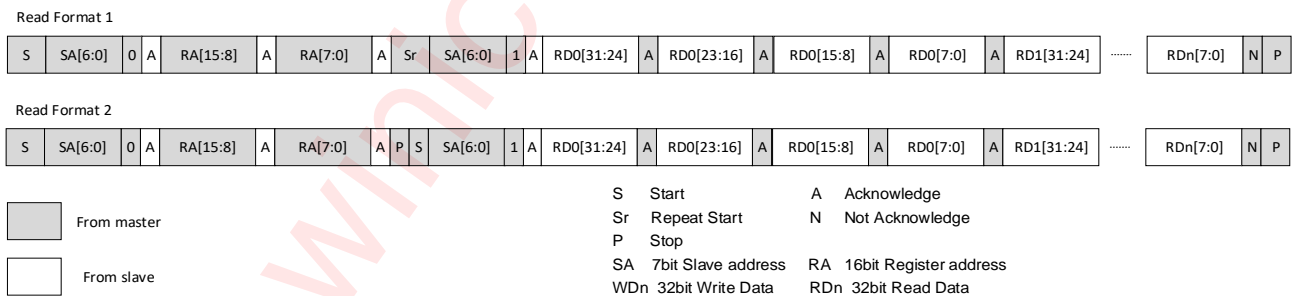 Read Format 1
S SA[6:0] 0 A RA[15:8] A RA[7:0] A Sr SA[6:0] 1 A RD0[31:24] A RD0[23:16] A RD0[15:8] A RD0[7:0] A RD1[31:24] ....... RDn[7:0] N P
Read Format 2
S SA[6:0] 0 A RA[15:8] A RA[7:0] A P S SA[6:0] 1 A RD0[31:24] A RD0[23:16] A RD0[15:8] A RD0[7:0] A RD1[31:24] ....... RDn[7:0] N P
S Start A Acknowledge
From master Sr Repeat Start N Not Acknowledge
P Stop
From slave SA 7bit Slave address RA 16bit Register address
WDn 32bit Write Data RDn 32bit Read Data
winic